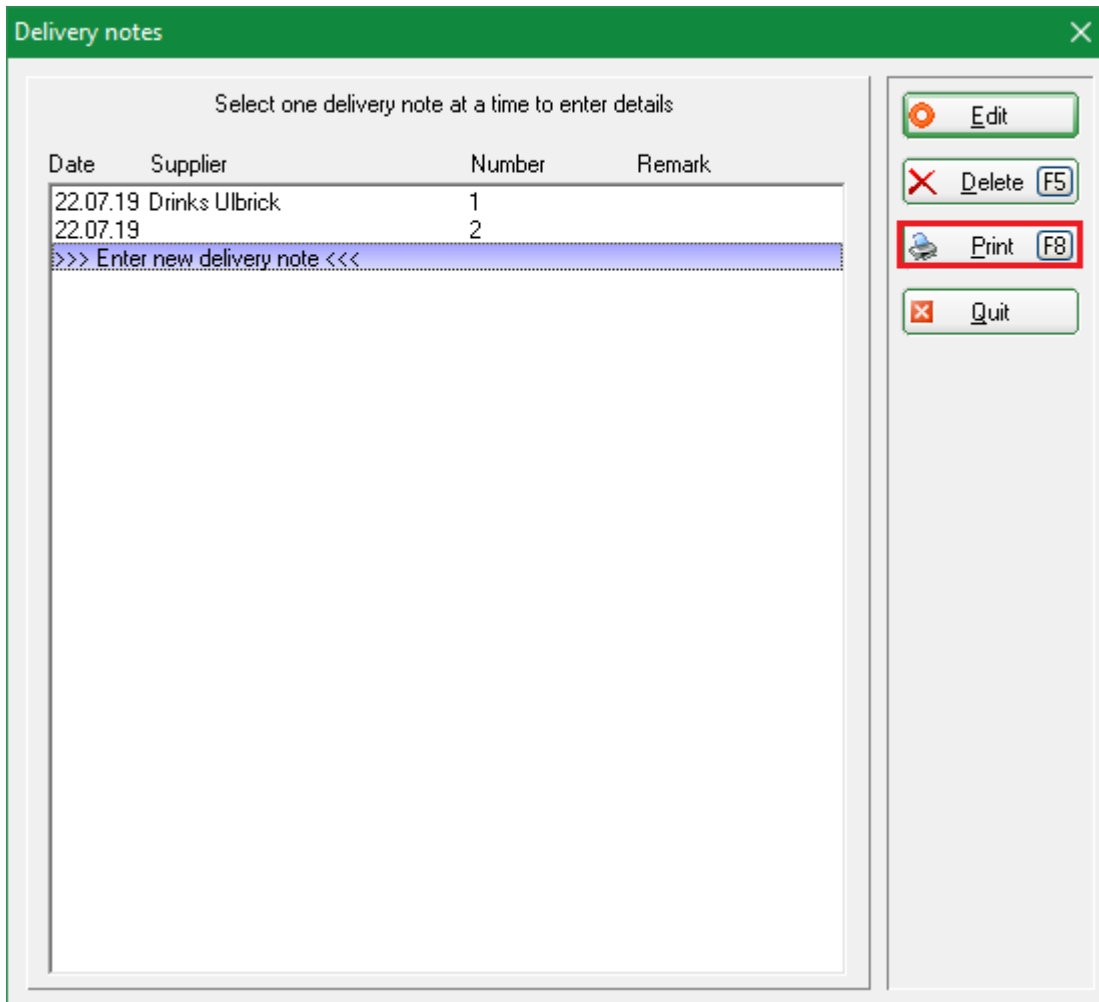 Delivery notes
Select one delivery note at a time to enter details
Date Supplier Number Remark
22.07.19 Drinks Ulbrick 1
22.07.19 2
>>> Enter new delivery note <<<
Edit
Delete F5
Print F8
Quit